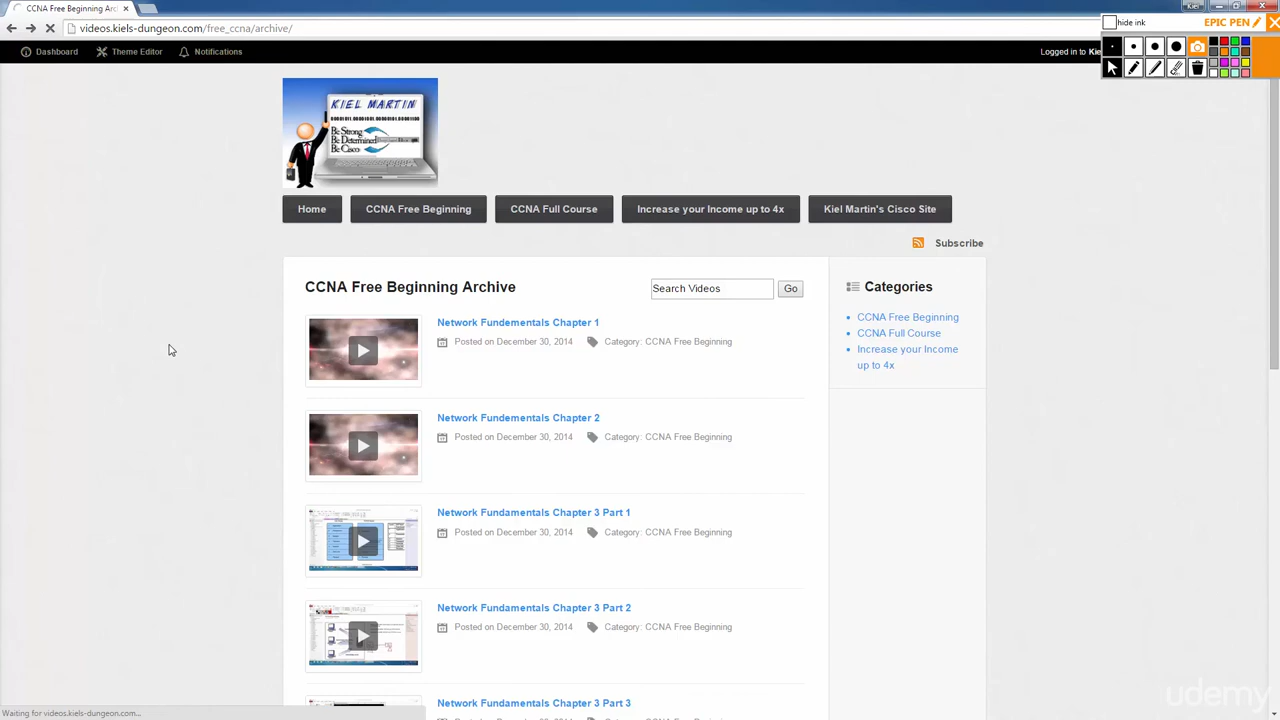 CCNA Free Beginning Arc
Kiel
videos.kiels-dungeon.com/free_ccna/archive/
hide ink
EPIC PEN
Dashboard
Theme Editor
Notifications
Logged in to Kie
KIEL MARTIN
Be Strong
Be Determined
Be Cisco
Home
CCNA Free Beginning
CCNA Full Course
Increase your Income up to 4x
Kiel Martin's Cisco Site
Subscribe
CCNA Free Beginning Archive
Search Videos
Go
Categories
CCNA Free Beginning
CCNA Full Course
Increase your Income
up to 4x
Network Fundementals Chapter 1
Posted on December 30, 2014
Category: CCNA Free Beginning
Network Fundementals Chapter 2
Posted on December 30, 2014
Category: CCNA Free Beginning
Network Fundamentals Chapter 3 Part 1
Posted on December 30, 2014
Category: CCNA Free Beginning
Network Fundamentals Chapter 3 Part 2
Posted on December 30, 2014
Category: CCNA Free Beginning
Network Fundamentals Chapter 3 Part 3
Waiting for videos.kiels-dungeon.com...
udemy